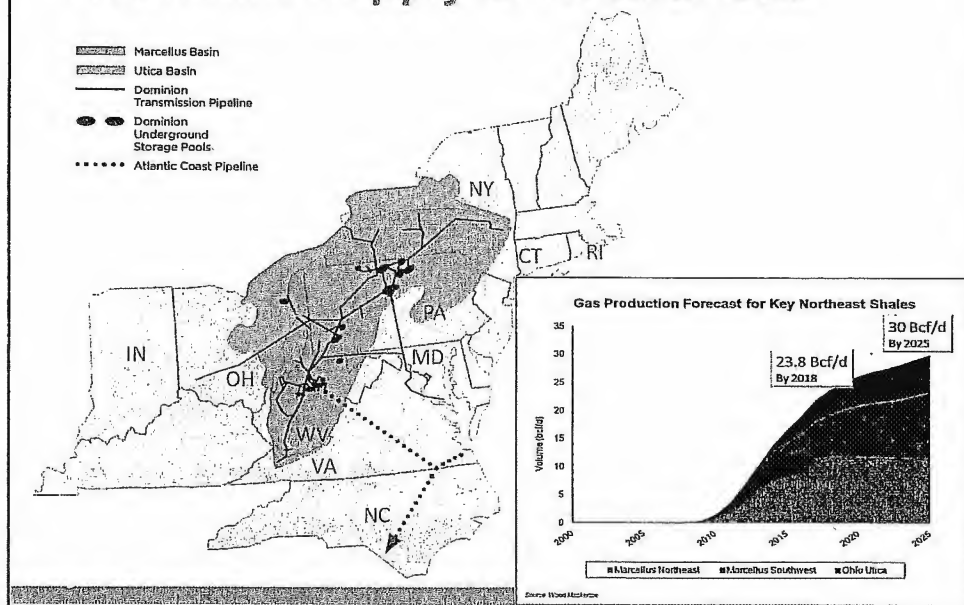 Marcellus Basin
Utica Basin
Dominion
Transmission Pipeline
Dominion
Underground
Storage Pools
Atlantic Coast Pipeline
NY
CT
RI
PA
IN
OH
MD
WV
VA
NC
Gas Production Forecast for Key Northeast Shales
30 Bcf/d
By 2025
23.8 Bcf/d
By 2018
Volume (bcf/d)
35
30
25
20
15
10
5
0
2000
2005
2010
2015
2020
2025
Marcellus Northeast
Marcellus Southwest
Ohio Utica
Source: Wood Mackenzie